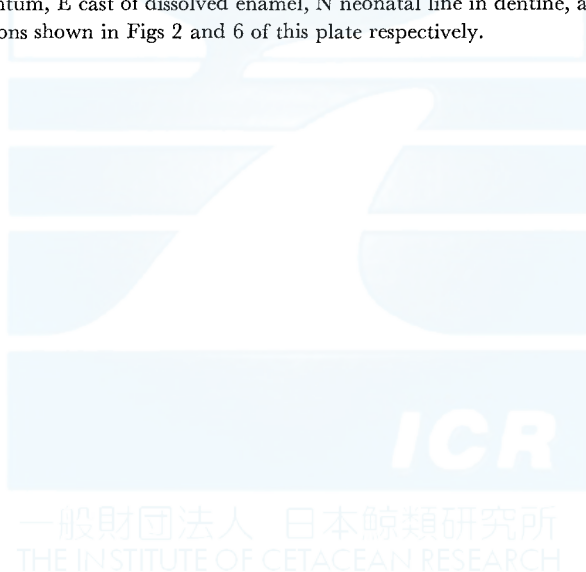 ntum, E cast of dissolved enamel, N neonatal line in dentine, a
ons shown in Figs 2 and 6 of this plate respectively.
ICR
一般財団法人 日本鯨類研究所
THE INSTITUTE OF CETACEAN RESEARCH